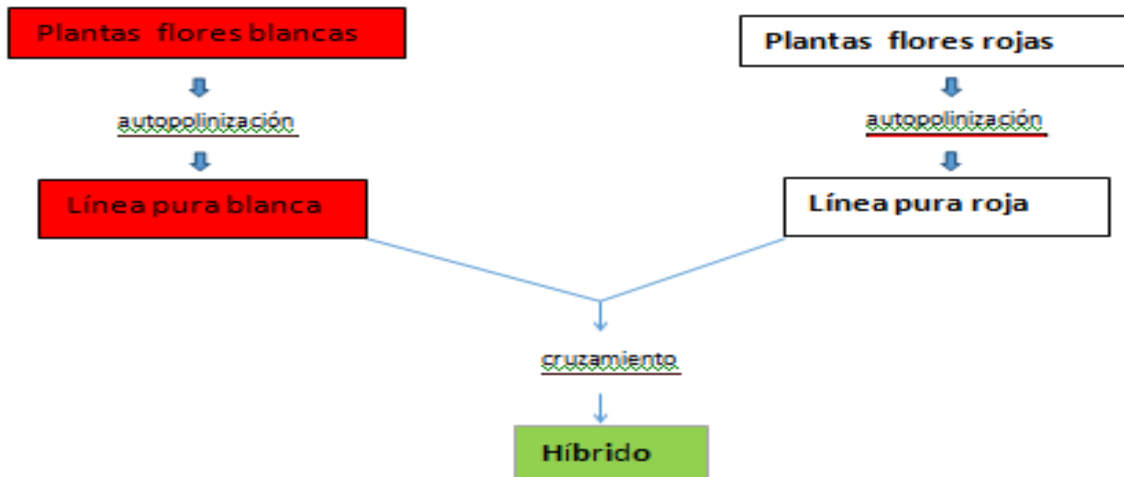 Plantas flores blancas
Plantas flores rojas
autopolinización
autopolinización
Línea pura blanca
Línea pura roja
cruzamiento
Híbrido